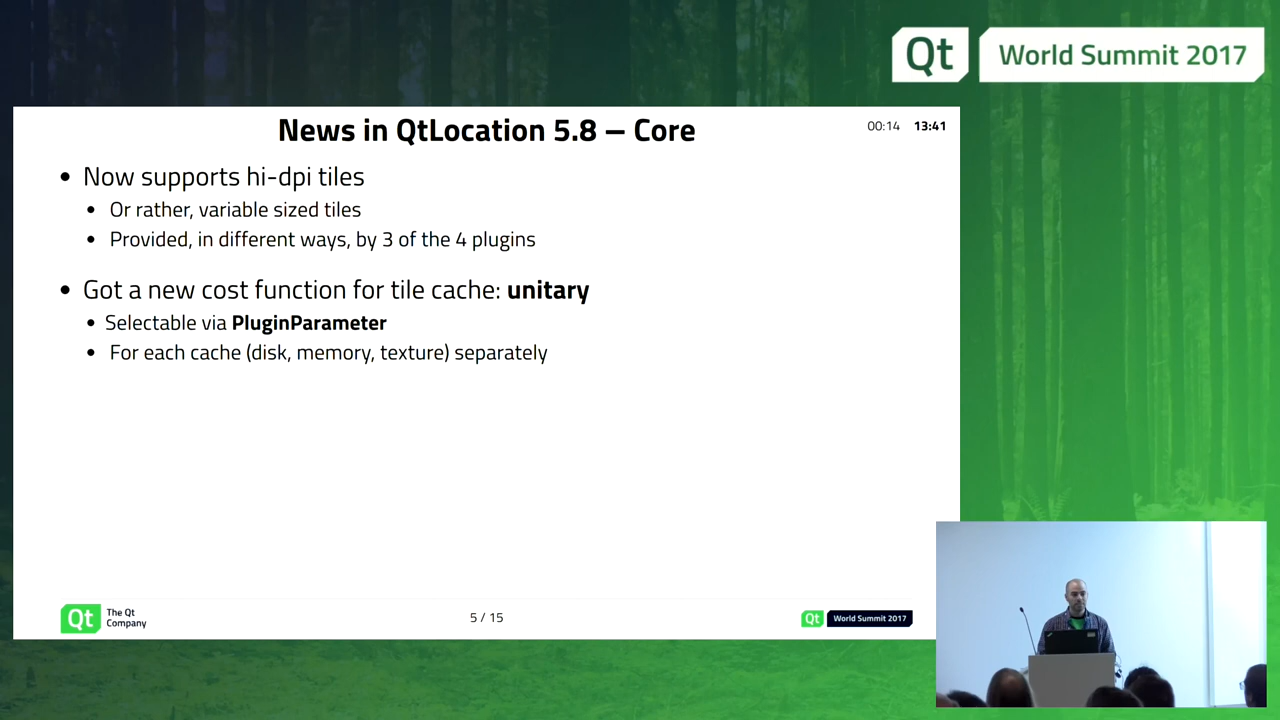 Qt World Summit 2017
News in QtLocation 5.8 – Core
00:14 13:41
• Now supports hi-dpi tiles
• Or rather, variable sized tiles
• Provided, in different ways, by 3 of the 4 plugins
• Got a new cost function for tile cache: unitary
• Selectable via PluginParameter
• For each cache (disk, memory, texture) separately
Qt The Qt
Company
5 / 15
Qt World Summit 2017